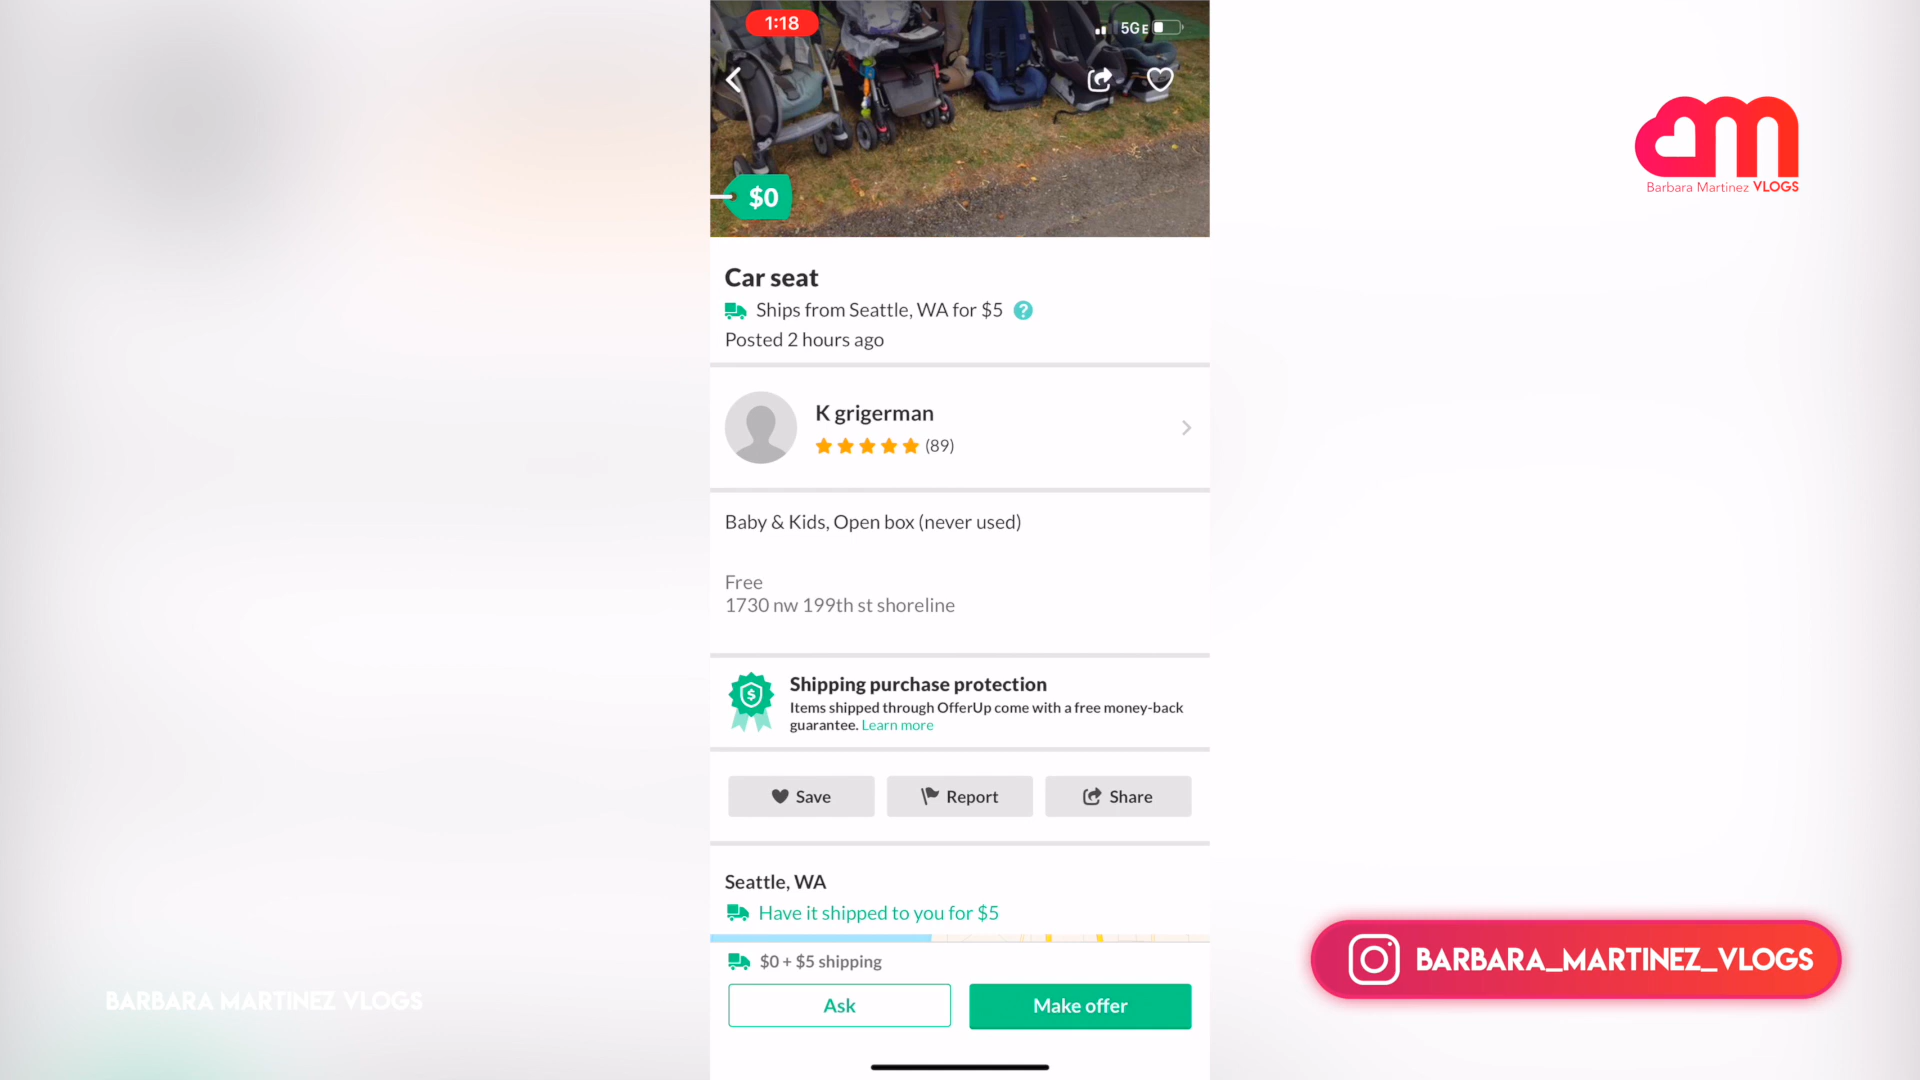 1:18
5GE
$0
Car seat
Ships from Seattle, WA for $5 ?
Posted 2 hours ago
K grigerman
(89)
Baby & Kids, Open box (never used)
Free
1730 nw 199th st shoreline
Shipping purchase protection
Items shipped through OfferUp come with a free money-back
guarantee. Learn more
Save
Report
Share
Seattle, WA
Have it shipped to you for $5
$0 + $5 shipping
Ask
Make offer
Barbara Martinez VLOGS
BARBARA_MARTINEZ_VLOGS
BARBARA MARTINEZ VLOGS